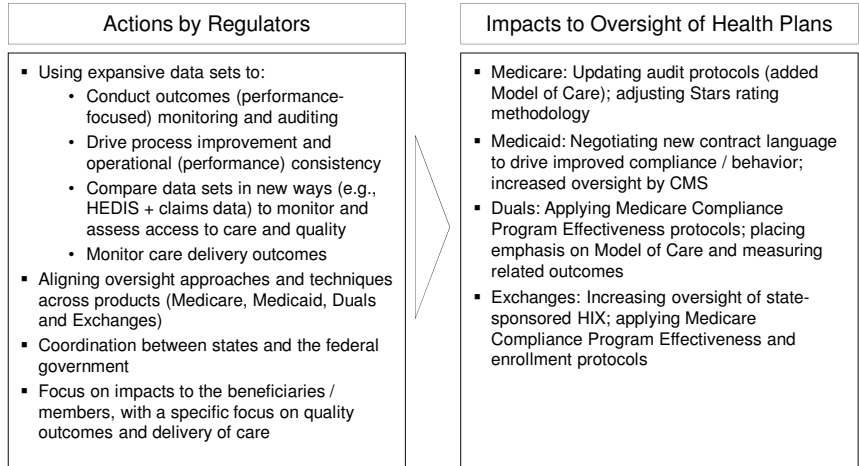 Actions by Regulators
▪ Using expansive data sets to:
• Conduct outcomes (performance-
focused) monitoring and auditing
• Drive process improvement and
operational (performance) consistency
• Compare data sets in new ways (e.g.,
HEDIS + claims data) to monitor and
assess access to care and quality
• Monitor care delivery outcomes
▪ Aligning oversight approaches and techniques
across products (Medicare, Medicaid, Duals
and Exchanges)
▪ Coordination between states and the federal
government
▪ Focus on impacts to the beneficiaries /
members, with a specific focus on quality
outcomes and delivery of care
Impacts to Oversight of Health Plans
▪ Medicare: Updating audit protocols (added
Model of Care); adjusting Stars rating
methodology
▪ Medicaid: Negotiating new contract language
to drive improved compliance / behavior;
increased oversight by CMS
▪ Duals: Applying Medicare Compliance
Program Effectiveness protocols; placing
emphasis on Model of Care and measuring
related outcomes
▪ Exchanges: Increasing oversight of state-
sponsored HIX; applying Medicare
Compliance Program Effectiveness and
enrollment protocols